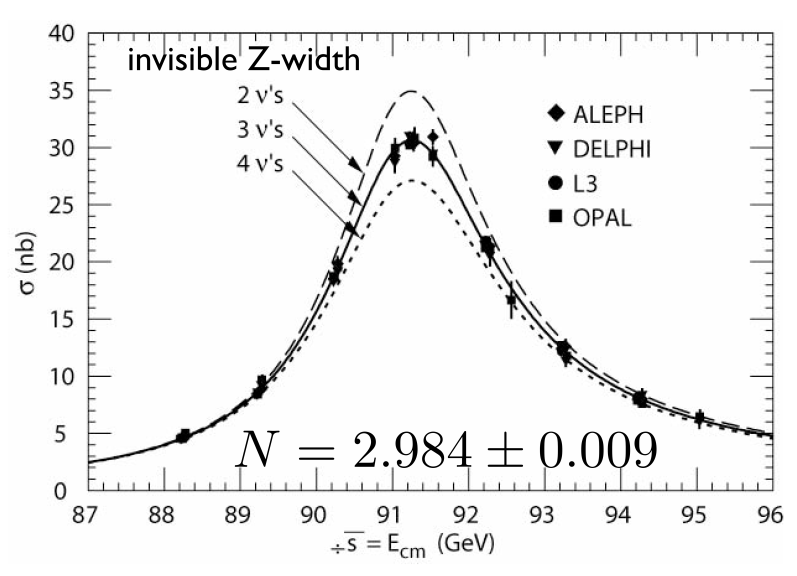 invisible Z-width
2 ν's
3 ν's
4 ν's
ALEPH
DELPHI
L3
OPAL
σ (nb)
40
35
30
25
20
15
10
5
0
N = 2.984 ± 0.009
87 88 89 90 91 92 93 94 95 96
÷s̅ = E_cm (GeV)